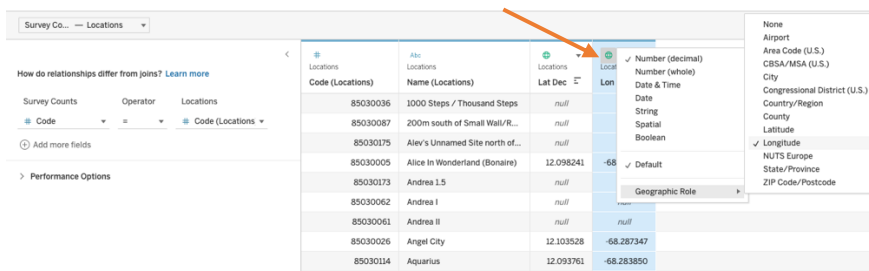 Survey Co... — Locations
How do relationships differ from joins? Learn more
Survey Counts Operator Locations
# Code = # Code (Locations
Add more fields
Performance Options
# Abc
Locations Locations Locations Locat
Code (Locations) Name (Locations) Lat Dec Lon
85030036 1000 Steps / Thousand Steps null
85030087 200m south of Small Wall/R... null
85030175 Alev's Unnamed Site north of... null
85030005 Alice In Wonderland (Bonaire) 12.098241 -68
85030173 Andrea 1.5 null
85030062 Andrea I null null
85030061 Andrea II null null
85030026 Angel City 12.103528 -68.287347
85030114 Aquarius 12.093761 -68.283850
✓ Number (decimal)
Number (whole)
Date & Time
Date
String
Spatial
Boolean
✓ Default
Geographic Role
None
Airport
Area Code (U.S.)
CBSA/MSA (U.S.)
City
Congressional District (U.S.)
Country/Region
County
Latitude
✓ Longitude
NUTS Europe
State/Province
ZIP Code/Postcode